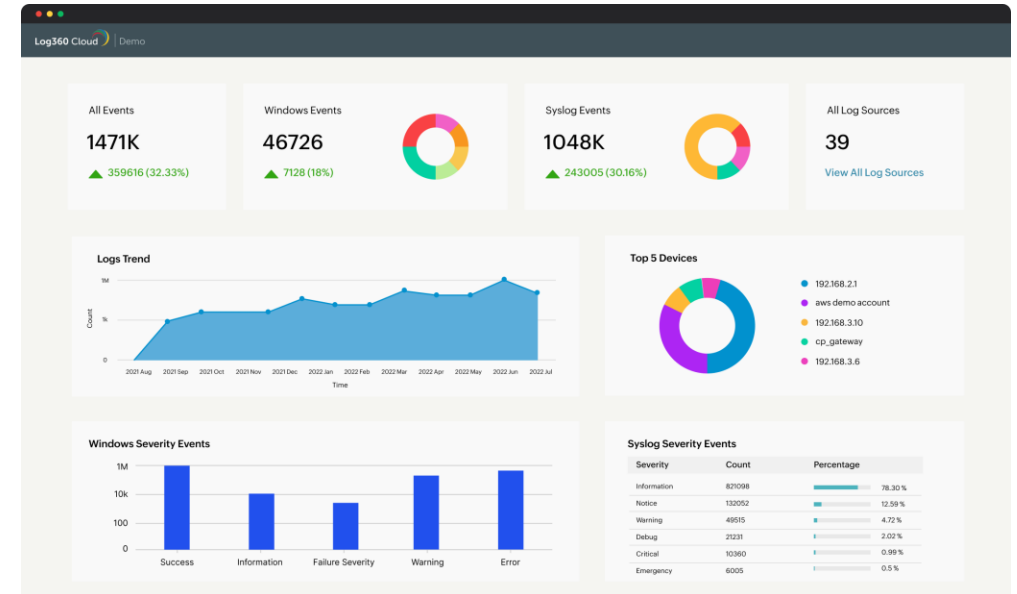 Log360 Cloud | Demo
All Events
1471K
359616 (32.33%)
Windows Events
46726
7128 (18%)
Syslog Events
1048K
243005 (30.16%)
All Log Sources
39
View All Log Sources
Logs Trend
1M
1k
0
Count
2021 Aug 2021 Sep 2021 Oct 2021 Nov 2021 Dec 2022 Jan 2022 Feb 2022 Mar 2022 Apr 2022 May 2022 Jun 2022 Jul
Time
Top 5 Devices
192.168.2.1
aws demo account
192.168.3.10
cp_gateway
192.168.3.6
Windows Severity Events
1M
10k
100
0
Success Information Failure Severity Warning Error
Syslog Severity Events
Severity Count Percentage
Information 821098 78.30 %
Notice 132052 12.59 %
Warning 49515 4.72 %
Debug 21231 2.02 %
Critical 10360 0.99 %
Emergency 6005 0.5 %